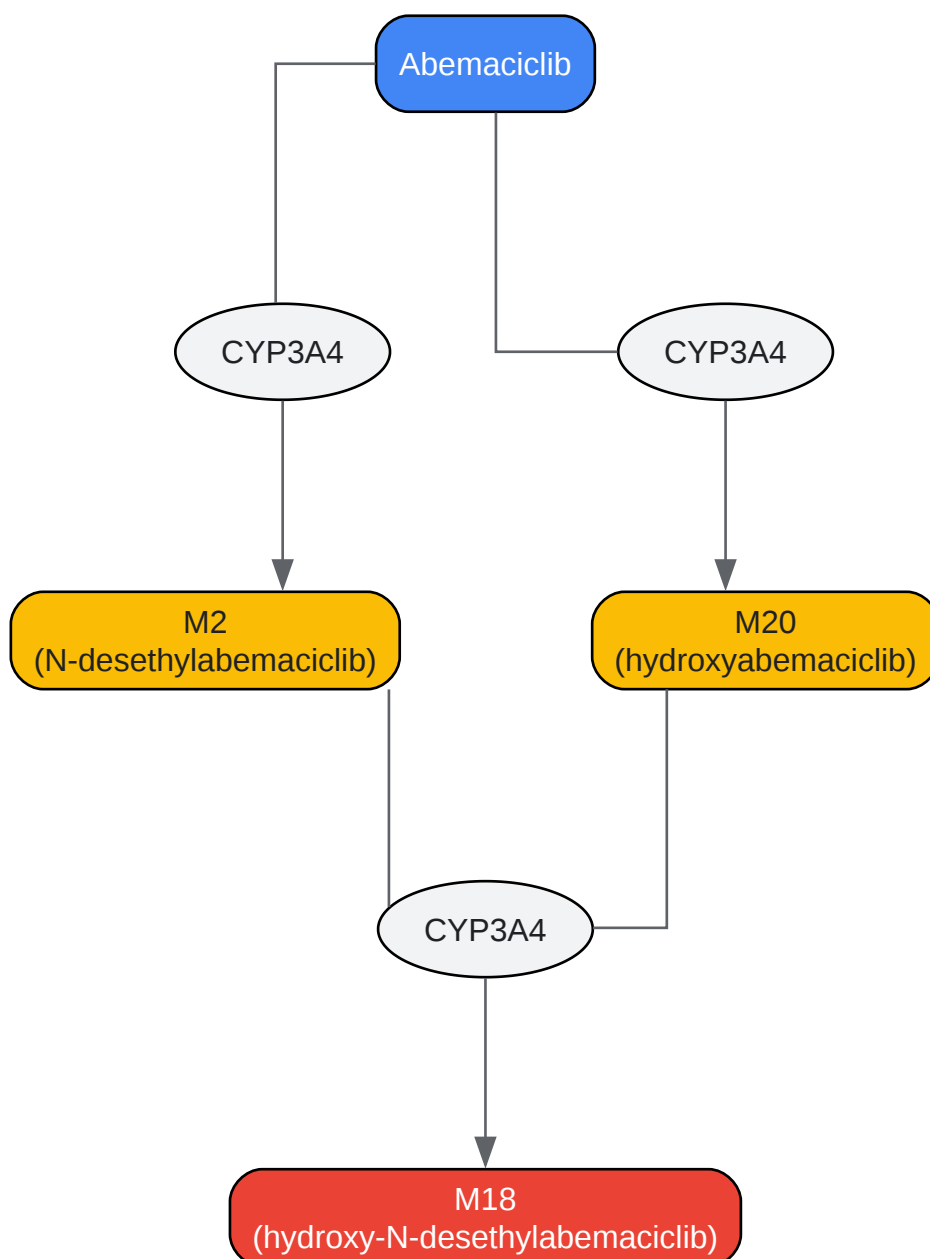 Abemaciclib
CYP3A4
CYP3A4
M2
(N-desethylabemaciclib)
M20
(hydroxyabemaciclib)
CYP3A4
M18
(hydroxy-N-desethylabemaciclib)